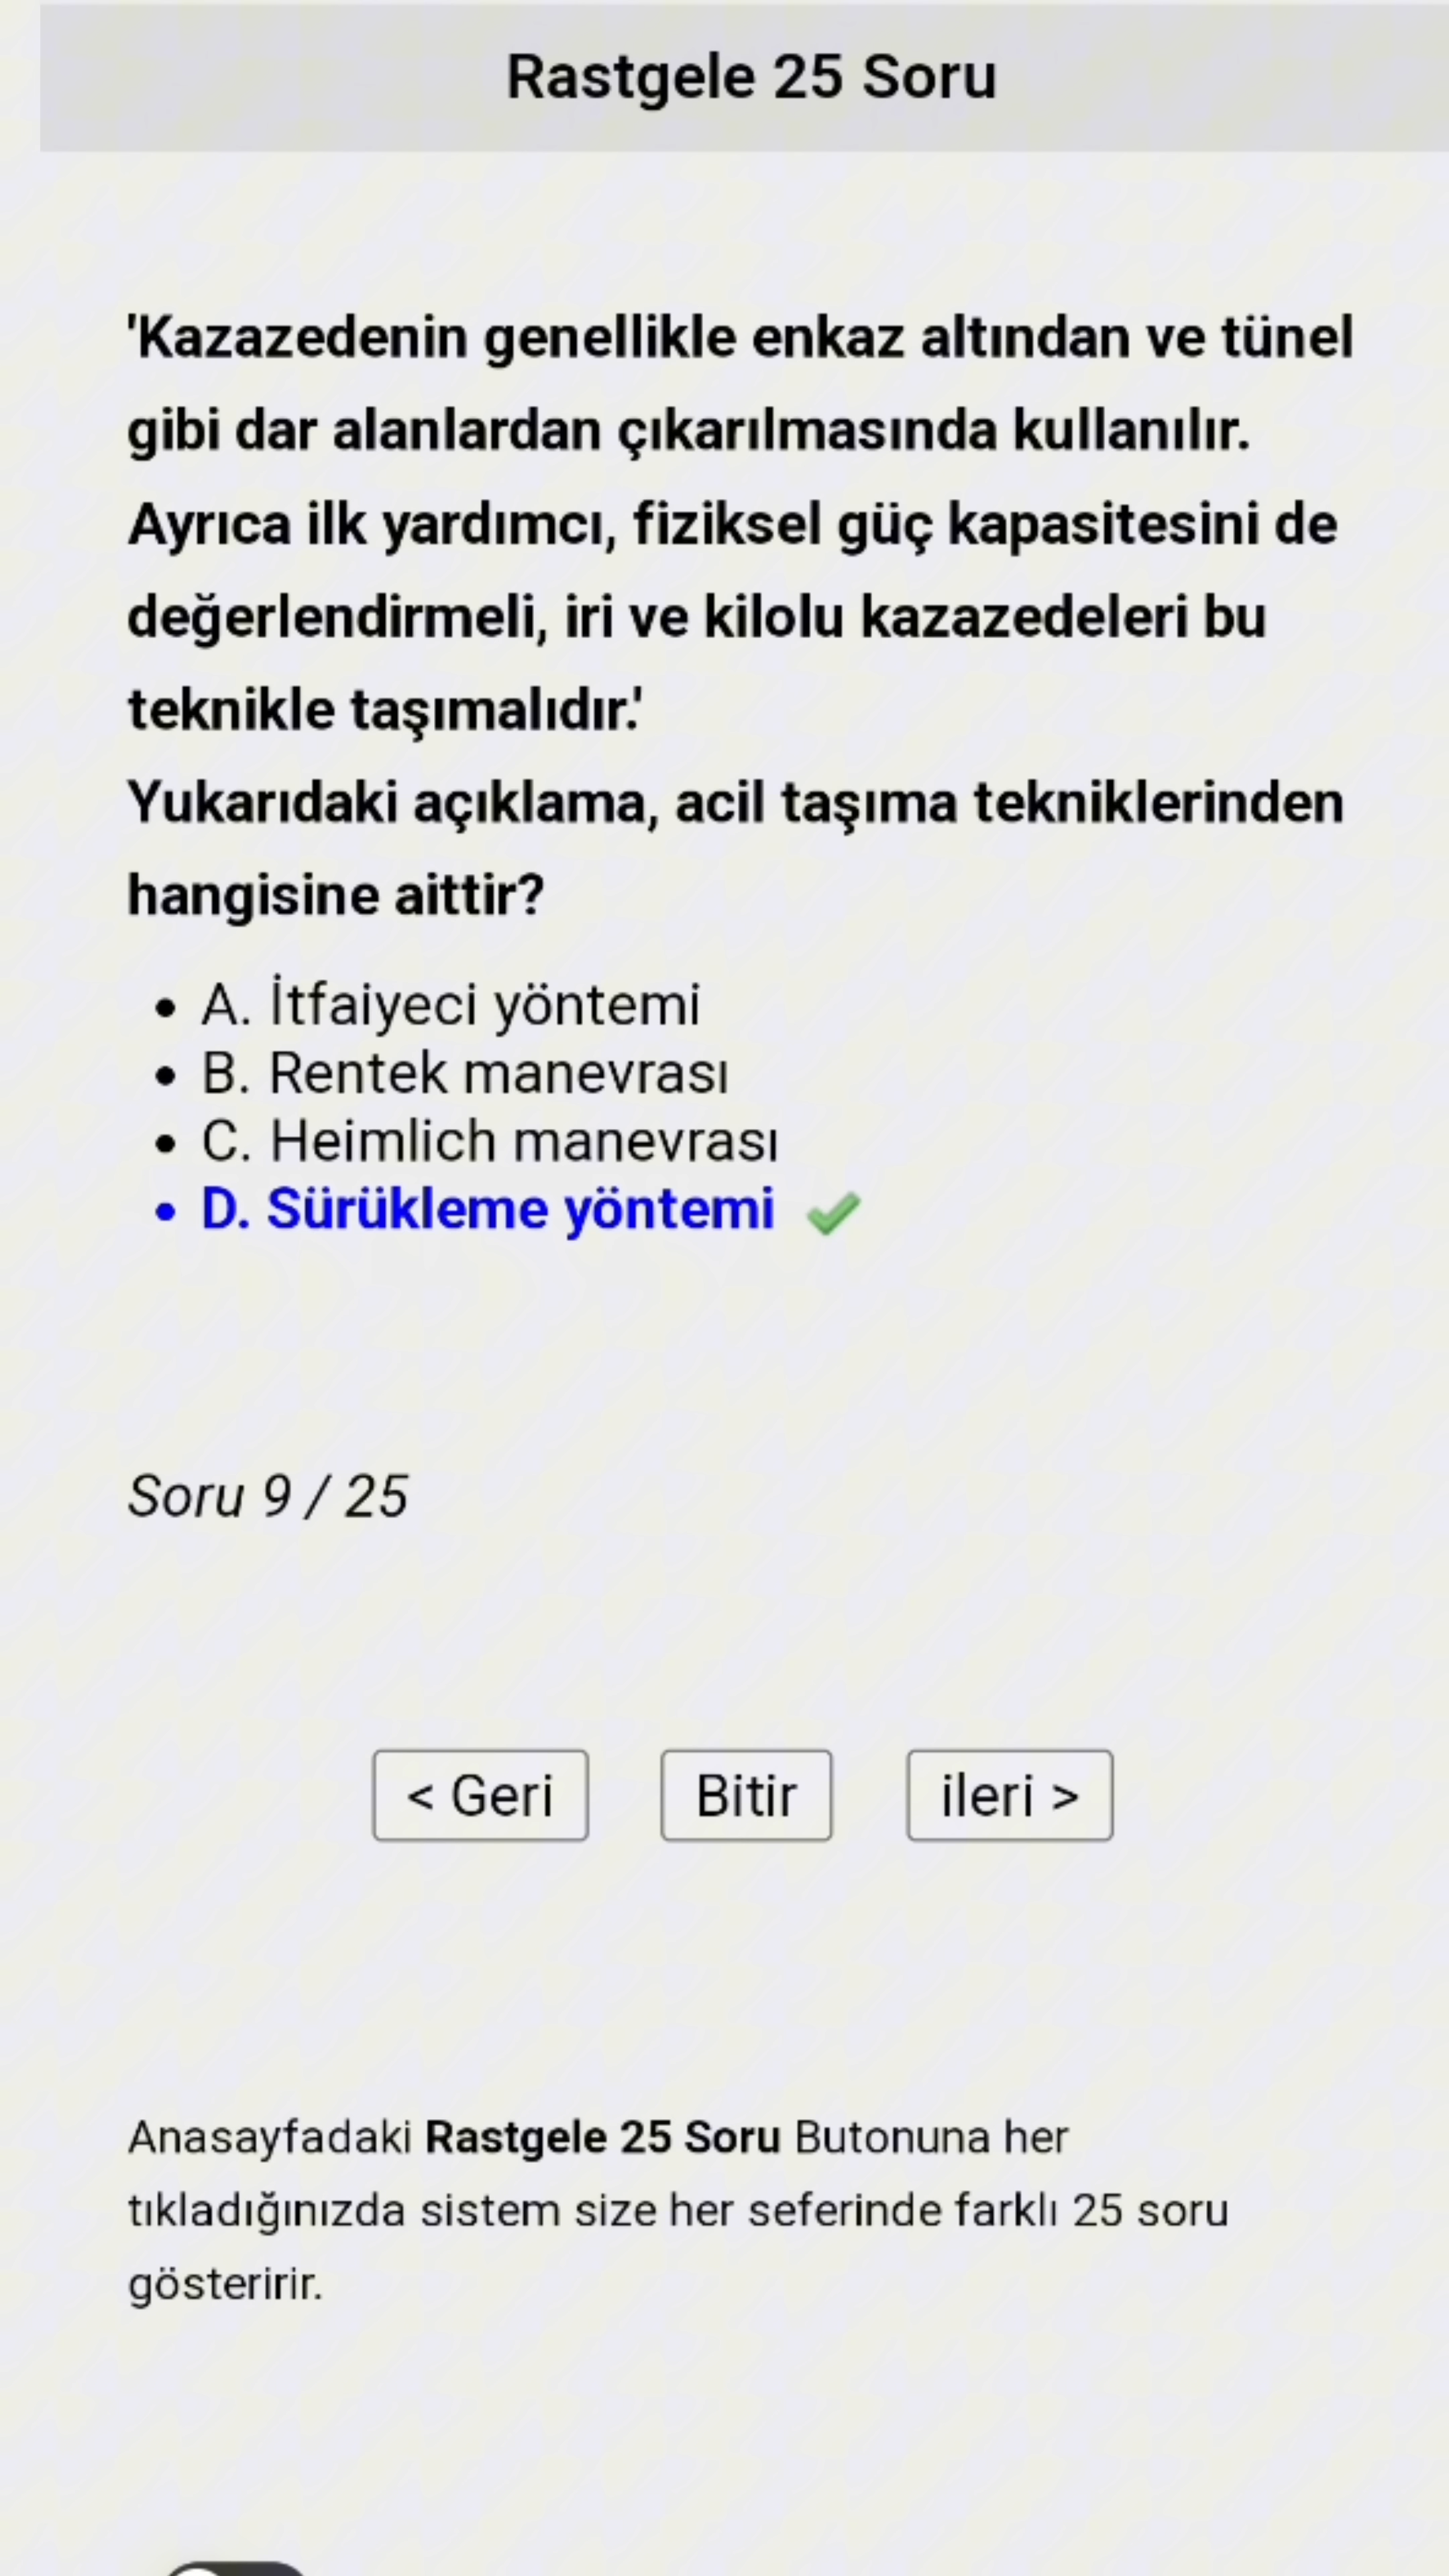 Rastgele 25 Soru
'Kazazedenin genellikle enkaz altından ve tünel
gibi dar alanlardan çıkarılmasında kullanılır.
Ayrıca ilk yardımcı, fiziksel güç kapasitesini de
değerlendirmeli, iri ve kilolu kazazedeleri bu
teknikle taşımalıdır.'
Yukarıdaki açıklama, acil taşıma tekniklerinden
hangisine aittir?
• A. İtfaiyeci yöntemi
• B. Rentek manevrası
• C. Heimlich manevrası
• D. Sürükleme yöntemi
Soru 9 / 25
< Geri Bitir ileri >
Anasayfadaki Rastgele 25 Soru Butonuna her
tıkladığınızda sistem size her seferinde farklı 25 soru
gösteririr.